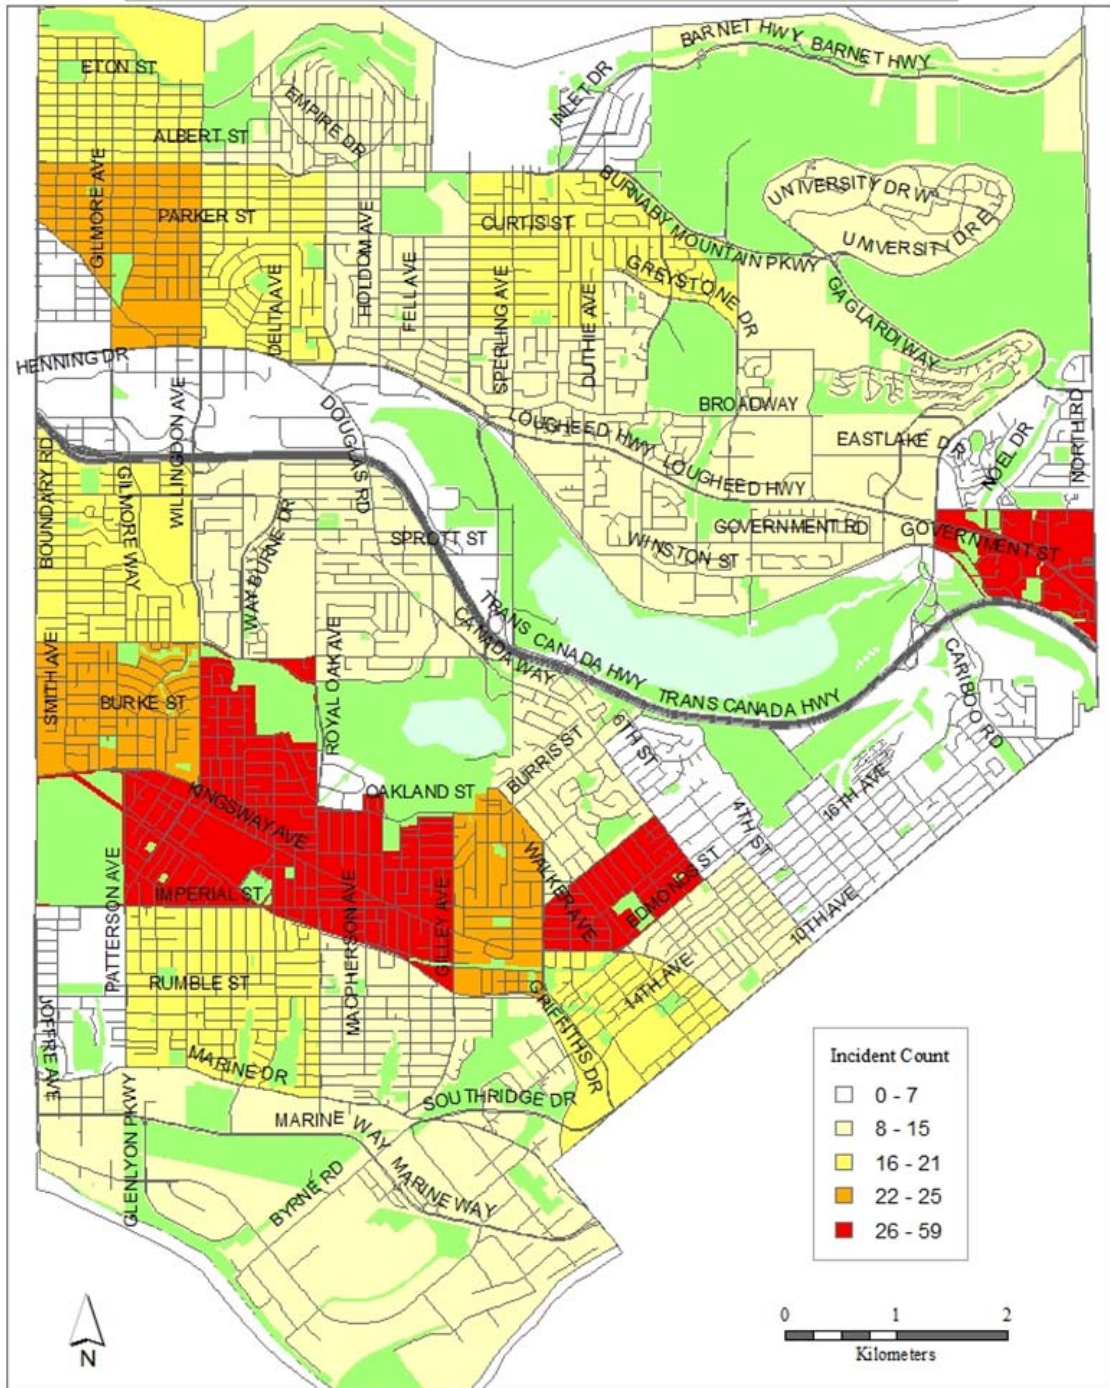 BARNET HWY
BARNET HWY
ETON ST
INLET DR
EMPIRE DR
ALBERT ST
GILMORE AVE
PARKER ST
HOLDOM AVE
CURTIS ST
BURNABY MOUNTAIN PKWY
UNIVERSITY DR W
UNIVERSITY DR E
DELTA AVE
FELL AVE
SPERLING AVE
DUTHIE AVE
GREYSTONE DR
GAGLARDI WAY
HENNING DR
WILLINGDON AVE
DOUGLAS RD
LOUGHEED HWY
LOUGHEED HWY
BROADWAY
EASTLAKE DR
NOEL DR
NORTH RD
BOUNDARY RD
GILMORE WAY
WAYBURNE DR
SPROTT ST
WINSTON ST
GOVERNMENT RD
GOVERNMENT ST
ROYAL OAK AVE
CANADA WAY
TRANS CANADA HWY
TRANS CANADA HWY
CARIBOO RD
SMITH AVE
BURKE ST
BURRIS ST
6TH ST
KINGSWAY AVE
OAKLAND ST
4TH ST
16TH AVE
PATTERSON AVE
IMPERIAL ST
MACPHERSON AVE
GILLEY AVE
WALKER AVE
EDMONDS ST
10TH AVE
RUMBLE ST
14TH AVE
JOFFRE AVE
GRIFFITHS DR
MARINE DR
SOUTHRIDGE DR
GLENLYON PKWY
MARINE WAY
BYRNE RD
MARINE WAY
Incident Count
0 - 7
8 - 15
16 - 21
22 - 25
26 - 59
N
0 1 2
Kilometers